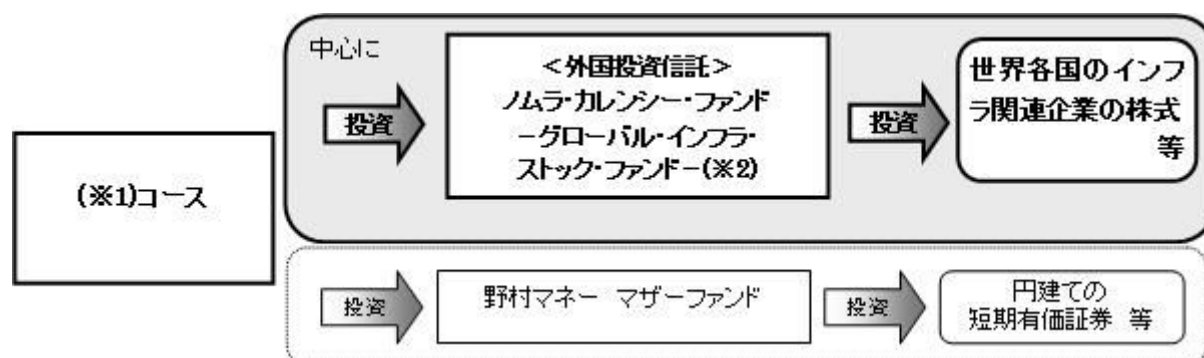 中心に
(※1)コース
投資
＜外国投資信託＞
ノムラ･カレンシー･ファンド
－グローバル･インフラ･
ストック･ファンド－(※2)
投資
世界各国のインフ
ラ関連企業の株式
等
投資
野村マネー マザーファンド
投資
円建ての
短期有価証券 等